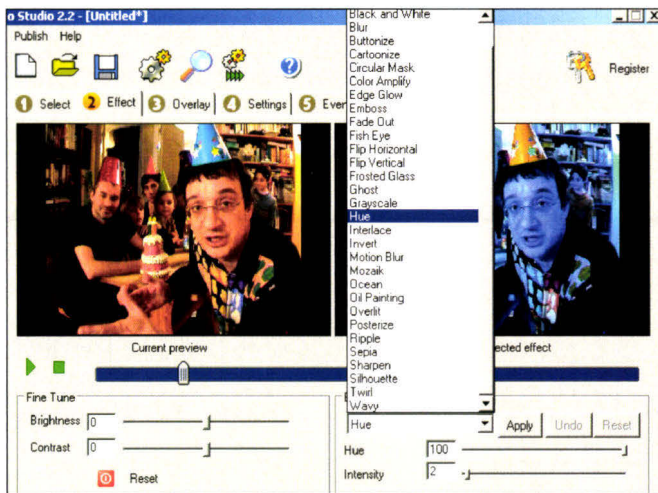 o Studio 2.2 - [Untitled*]
Publish Help
Register
1 Select 2 Effect 3 Overlay 4 Settings 5 Even
Black and White
Blur
Buttonize
Cartoonize
Circular Mask
Color Amplify
Edge Glow
Emboss
Fade Out
Fish Eye
Flip Horizontal
Flip Vertical
Frosted Glass
Ghost
Grayscale
Hue
Interlace
Invert
Motion Blur
Mozaik
Ocean
Oil Painting
Overlit
Posterize
Ripple
Sepia
Sharpen
Silhouette
Twirl
Wavy
Current preview
ected effect
Fine Tune
Brightness 0
Contrast 0
Reset
Hue
Apply Undo Reset
Hue 100
Intensity 2